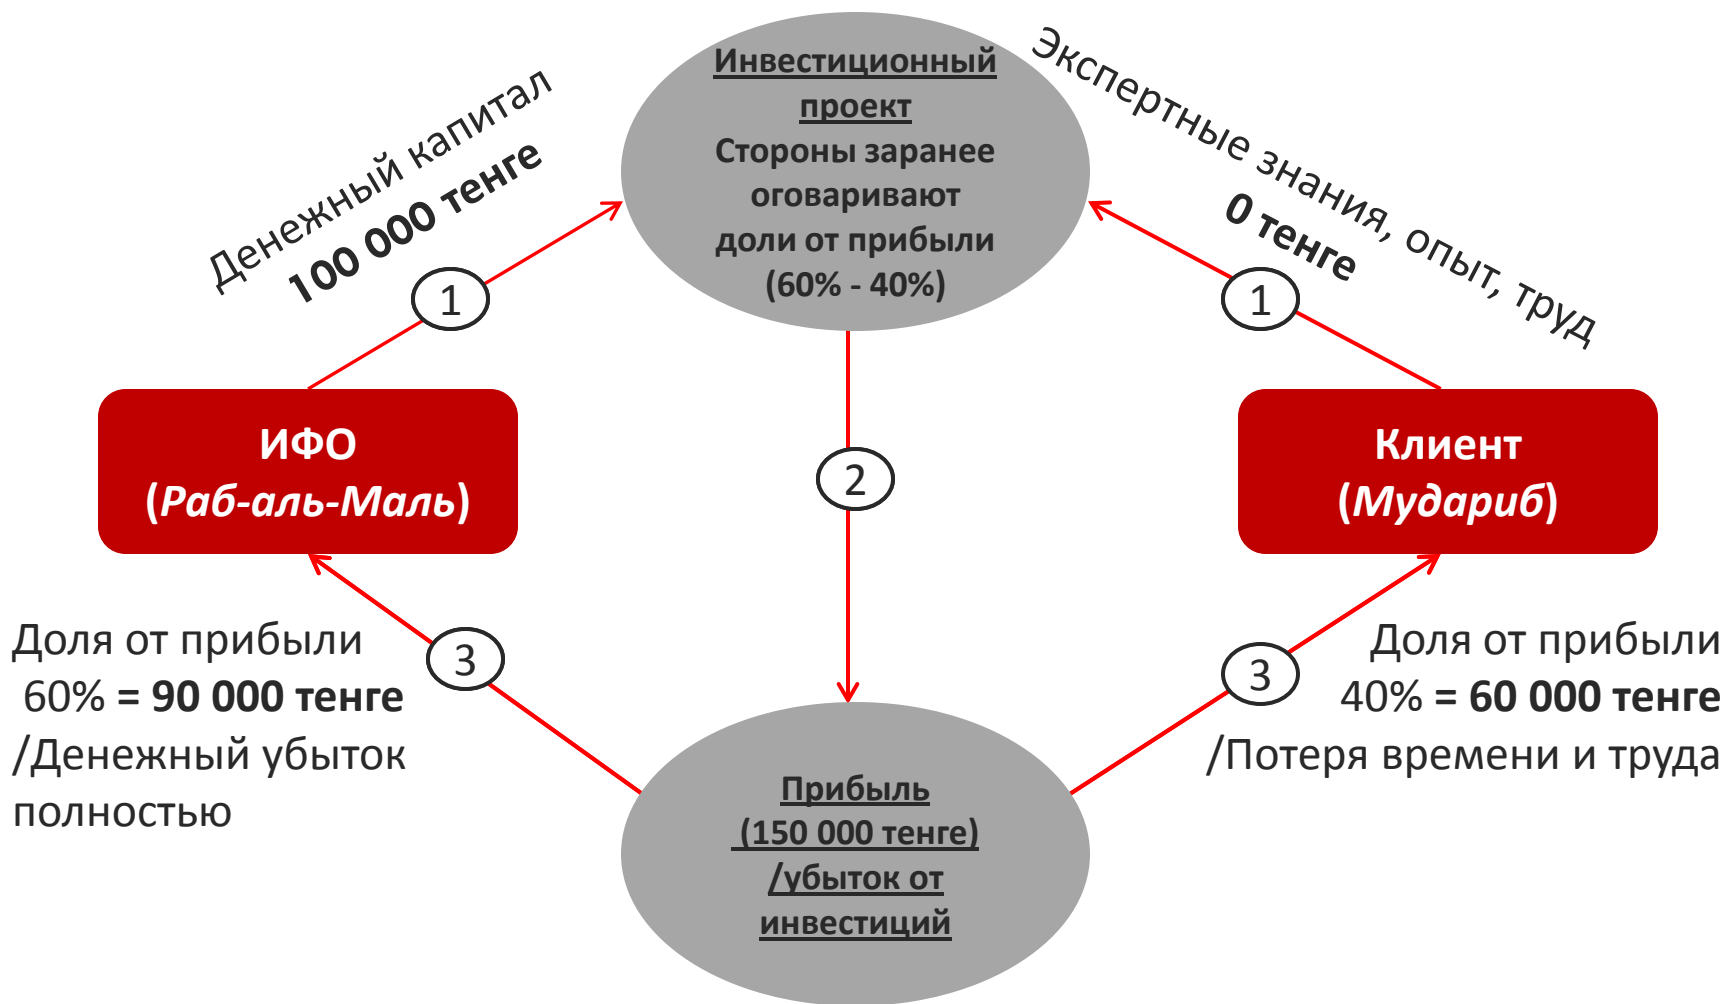 Инвестиционный
проект
Стороны заранее
оговаривают
доли от прибыли
(60% - 40%)
Денежный капитал
100 000 тенге
Экспертные знания, опыт, труд
0 тенге
1
1
ИФО
(Раб-аль-Маль)
2
Клиент
(Мудариб)
Доля от прибыли
60% = 90 000 тенге
/Денежный убыток
полностью
3
3
Доля от прибыли
40% = 60 000 тенге
/Потеря времени и труда
Прибыль
(150 000 тенге)
/убыток от
инвестиций